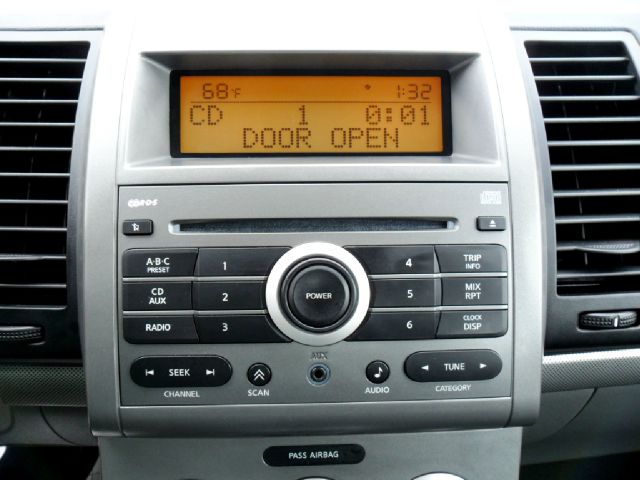 68°F 1:32
CD 1 0:01
DOOR OPEN
A·B·C PRESET 1 4 TRIP INFO
CD AUX 2 POWER 5 MIX RPT
RADIO 3 6 CLOCK DISP
SEEK AUX TUNE
CHANNEL SCAN AUDIO CATEGORY
PASS AIRBAG